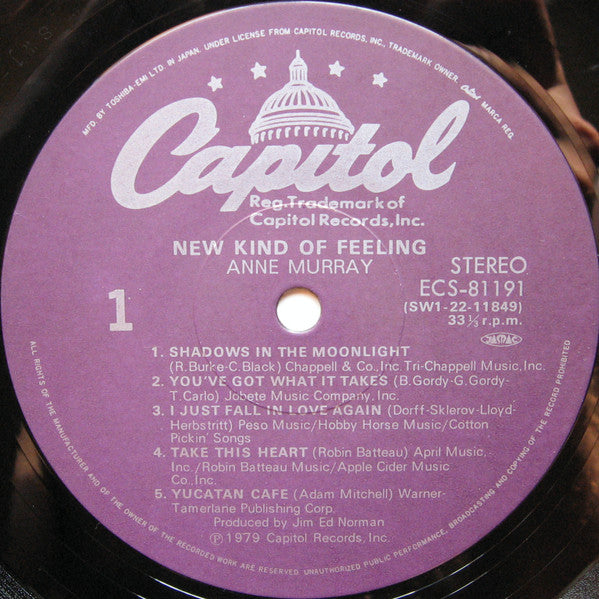 MFD. BY TOSHIBA-EMI LTD. IN JAPAN. UNDER LICENSE FROM CAPITOL RECORDS, INC., TRADEMARK OWNER. Capitol MARCA REG.
Capitol
Reg. Trademark of
Capitol Records, Inc.
NEW KIND OF FEELING
ANNE MURRAY
STEREO
ECS-81191
(SW1-22-11849)
33 1/3 r.p.m.
JASRAC
1
1. SHADOWS IN THE MOONLIGHT
(R.Burke-C.Black) Chappell & Co., Inc. Tri-Chappell Music, Inc.
2. YOU'VE GOT WHAT IT TAKES (B.Gordy-G.Gordy-
T.Carlo) Jobete Music Company, Inc.
3. I JUST FALL IN LOVE AGAIN (Dorff-Sklerov-Lloyd-
Herbstritt) Peso Music/Hobby Horse Music/Cotton
Pickin' Songs
4. TAKE THIS HEART (Robin Batteau) April Music,
Inc./Robin Batteau Music/Apple Cider Music
Co., Inc.
5. YUCATAN CAFE (Adam Mitchell) Warner-
Tamerlane Publishing Corp.
Produced by Jim Ed Norman
Ⓟ 1979 Capitol Records, Inc.
ALL RIGHTS OF THE MANUFACTURER AND OF THE OWNER OF THE RECORDED WORK ARE RESERVED. UNAUTHORIZED PUBLIC PERFORMANCE, BROADCASTING AND COPYING OF THE RECORD PROHIBITED